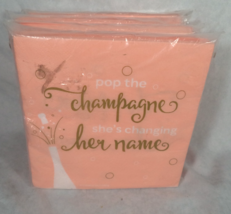 pop the
champagne
she's changing
her name